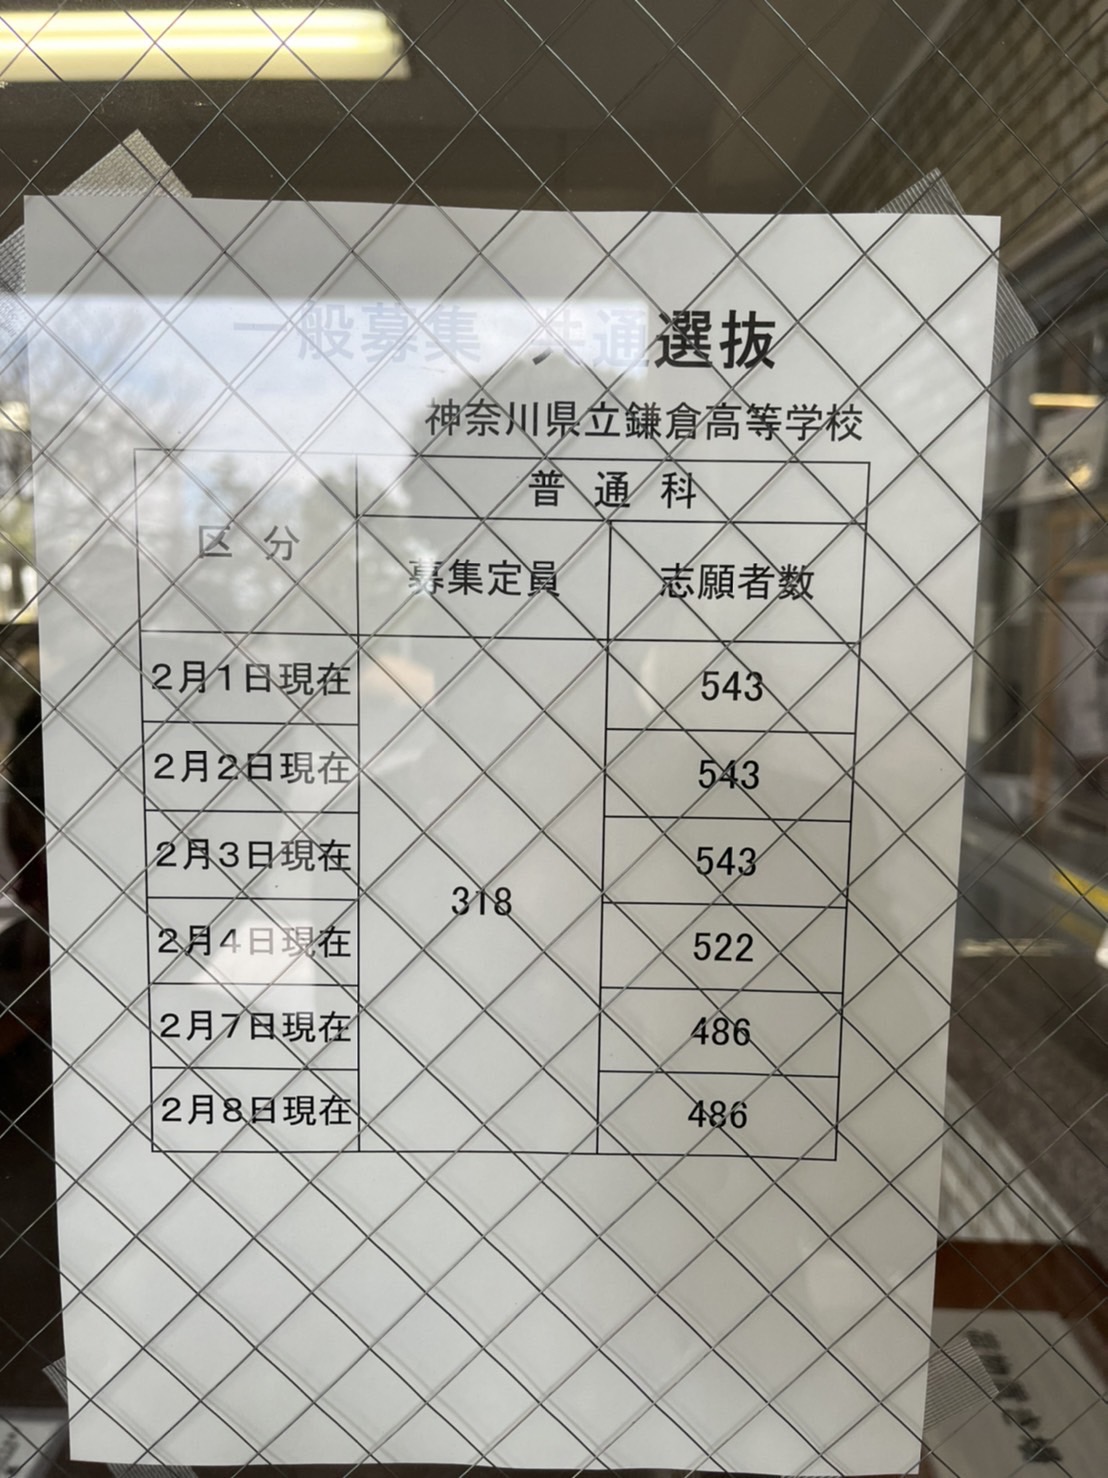 一般募集 共通選抜
神奈川県立鎌倉高等学校
区 分
普 通 科
募集定員
志願者数
2月1日現在 543
2月2日現在 543
2月3日現在 543
318
2月4日現在 522
2月7日現在 486
2月8日現在 486